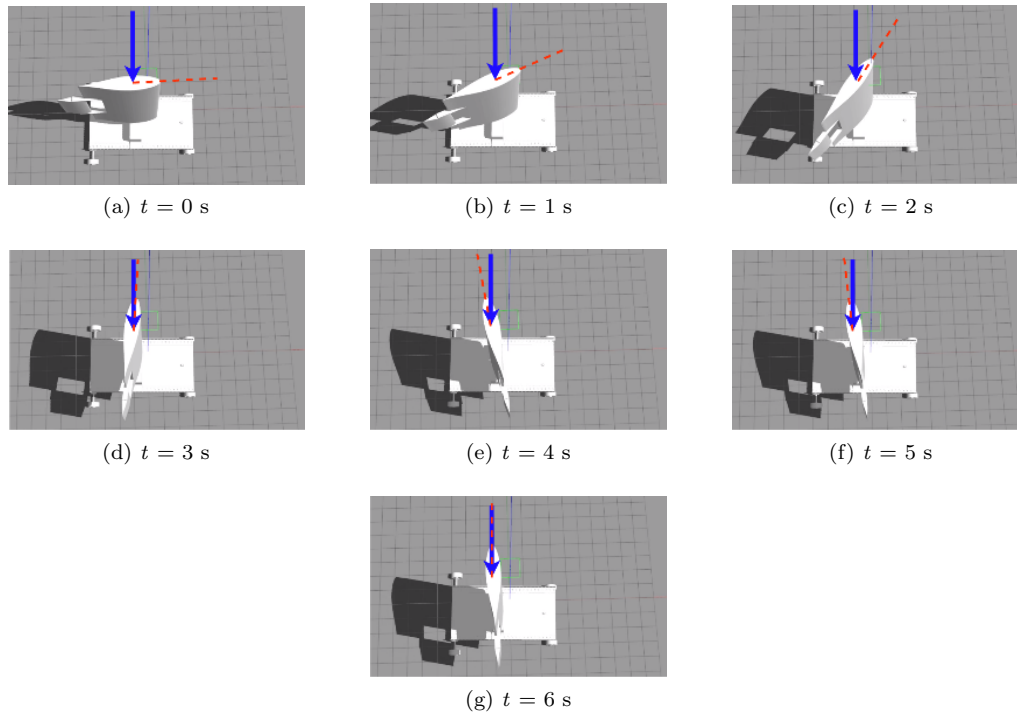 (a) t = 0 s
(b) t = 1 s
(c) t = 2 s
(d) t = 3 s
(e) t = 4 s
(f) t = 5 s
(g) t = 6 s